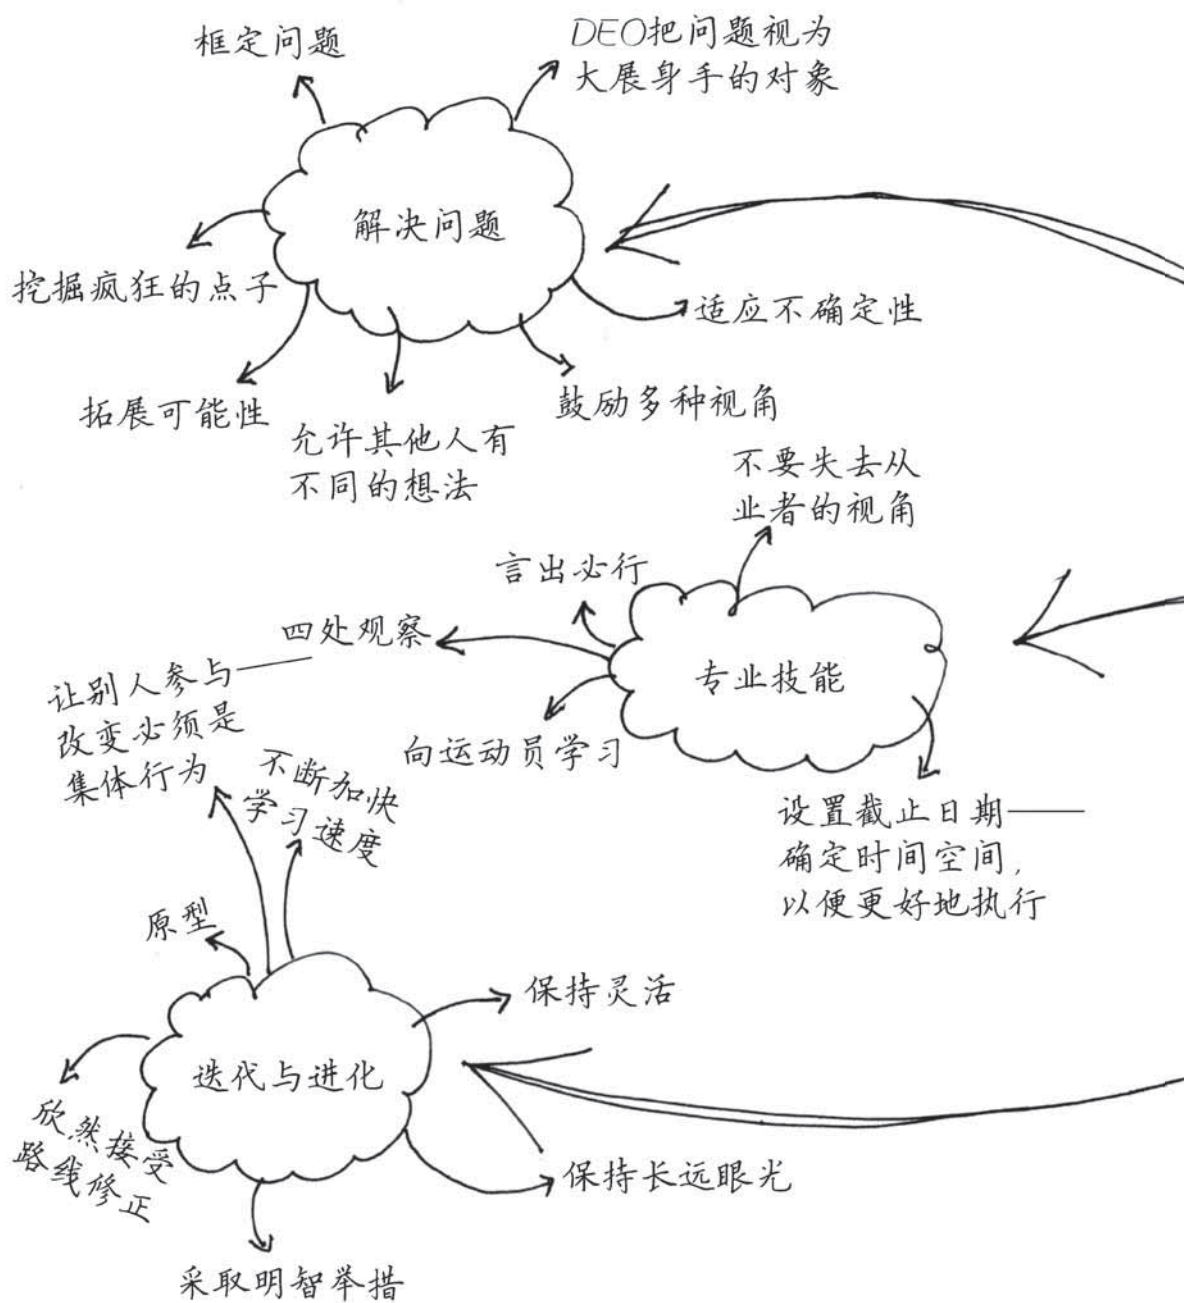 框定问题
DEO把问题视为
大展身手的对象
解决问题
挖掘疯狂的点子
适应不确定性
拓展可能性
允许其他人有
不同的想法
鼓励多种视角
不要失去从
业者的视角
言出必行
四处观察
专业技能
向运动员学习
设置截止日期——
确定时间空间，
以便更好地执行
让别人参与——
改变必须是
集体行为
不断加快
学习速度
原型
保持灵活
迭代与进化
欣然接受
路线修正
保持长远眼光
采取明智举措